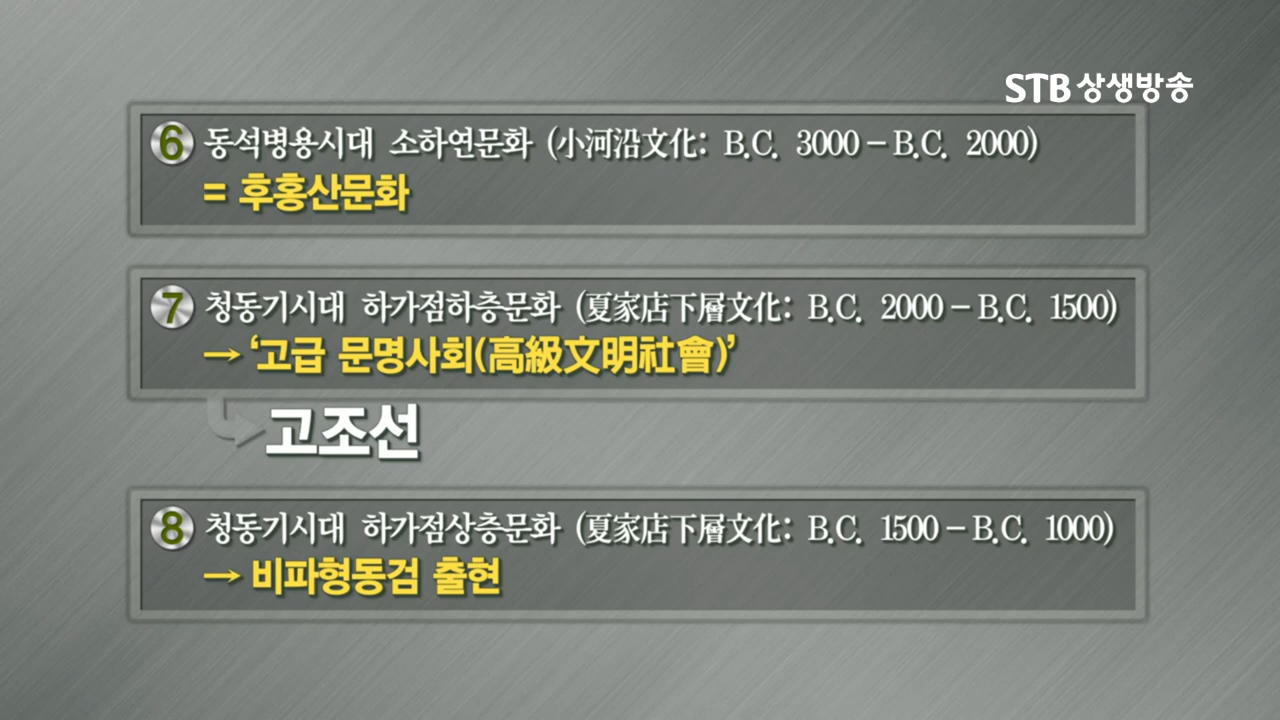 STB 상생방송
6 동석병용시대 소하연문화 (小河沿文化: B.C. 3000 – B.C. 2000)
= 후홍산문화
7 청동기시대 하가점하층문화 (夏家店下層文化: B.C. 2000 – B.C. 1500)
→ ‘고급 문명사회(高級文明社會)’
고조선
8 청동기시대 하가점상층문화 (夏家店下層文化: B.C. 1500 – B.C. 1000)
→ 비파형동검 출현